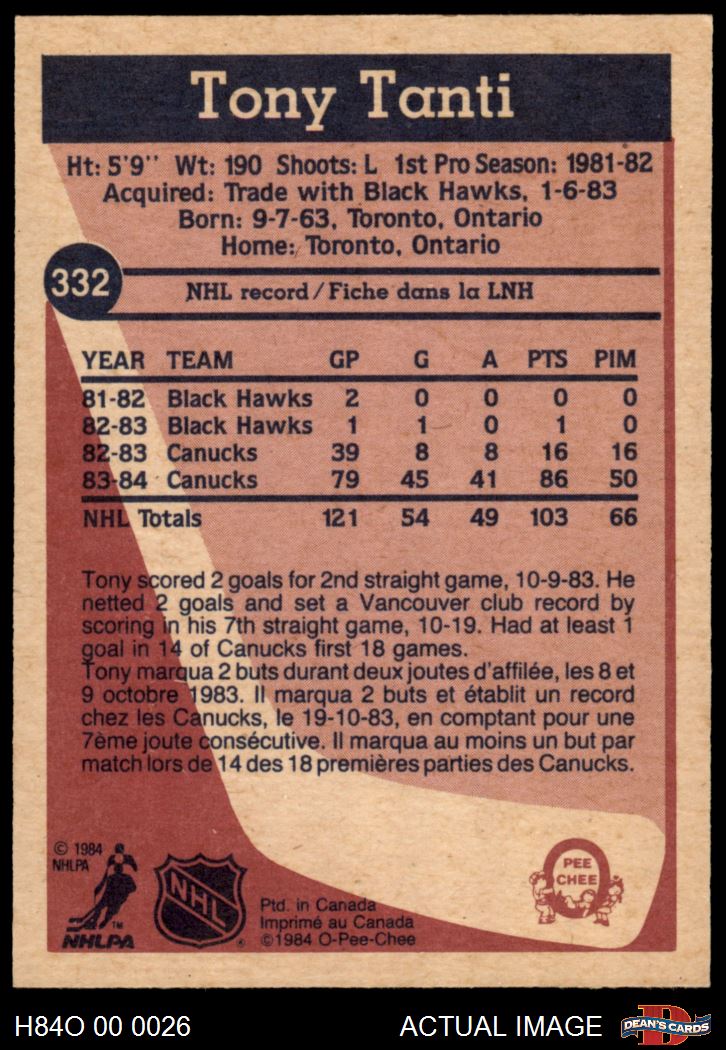 Tony Tanti
Ht: 5'9'' Wt: 190 Shoots: L 1st Pro Season: 1981-82
Acquired: Trade with Black Hawks, 1-6-83
Born: 9-7-63, Toronto, Ontario
Home: Toronto, Ontario
332
NHL record/Fiche dans la LNH
YEAR TEAM GP G A PTS PIM
81-82 Black Hawks 2 0 0 0 0
82-83 Black Hawks 1 1 0 1 0
82-83 Canucks 39 8 8 16 16
83-84 Canucks 79 45 41 86 50
NHL Totals 121 54 49 103 66
Tony scored 2 goals for 2nd straight game, 10-9-83. He
netted 2 goals and set a Vancouver club record by
scoring in his 7th straight game, 10-19. Had at least 1
goal in 14 of Canucks first 18 games.
Tony marqua 2 buts durant deux joutes d'affilée, les 8 et
9 octobre 1983. Il marqua 2 buts et établit un record
chez les Canucks, le 19-10-83, en comptant pour une
7ème joute consécutive. Il marqua au moins un but par
match lors de 14 des 18 premières parties des Canucks.
© 1984
NHLPA
TM
NHLPA
NHL
®
Ptd. in Canada
Imprimé au Canada
©1984 O-Pee-Chee
PEE
CHEE
H84O 00 0026
ACTUAL IMAGE
D
DEAN'S CARDS